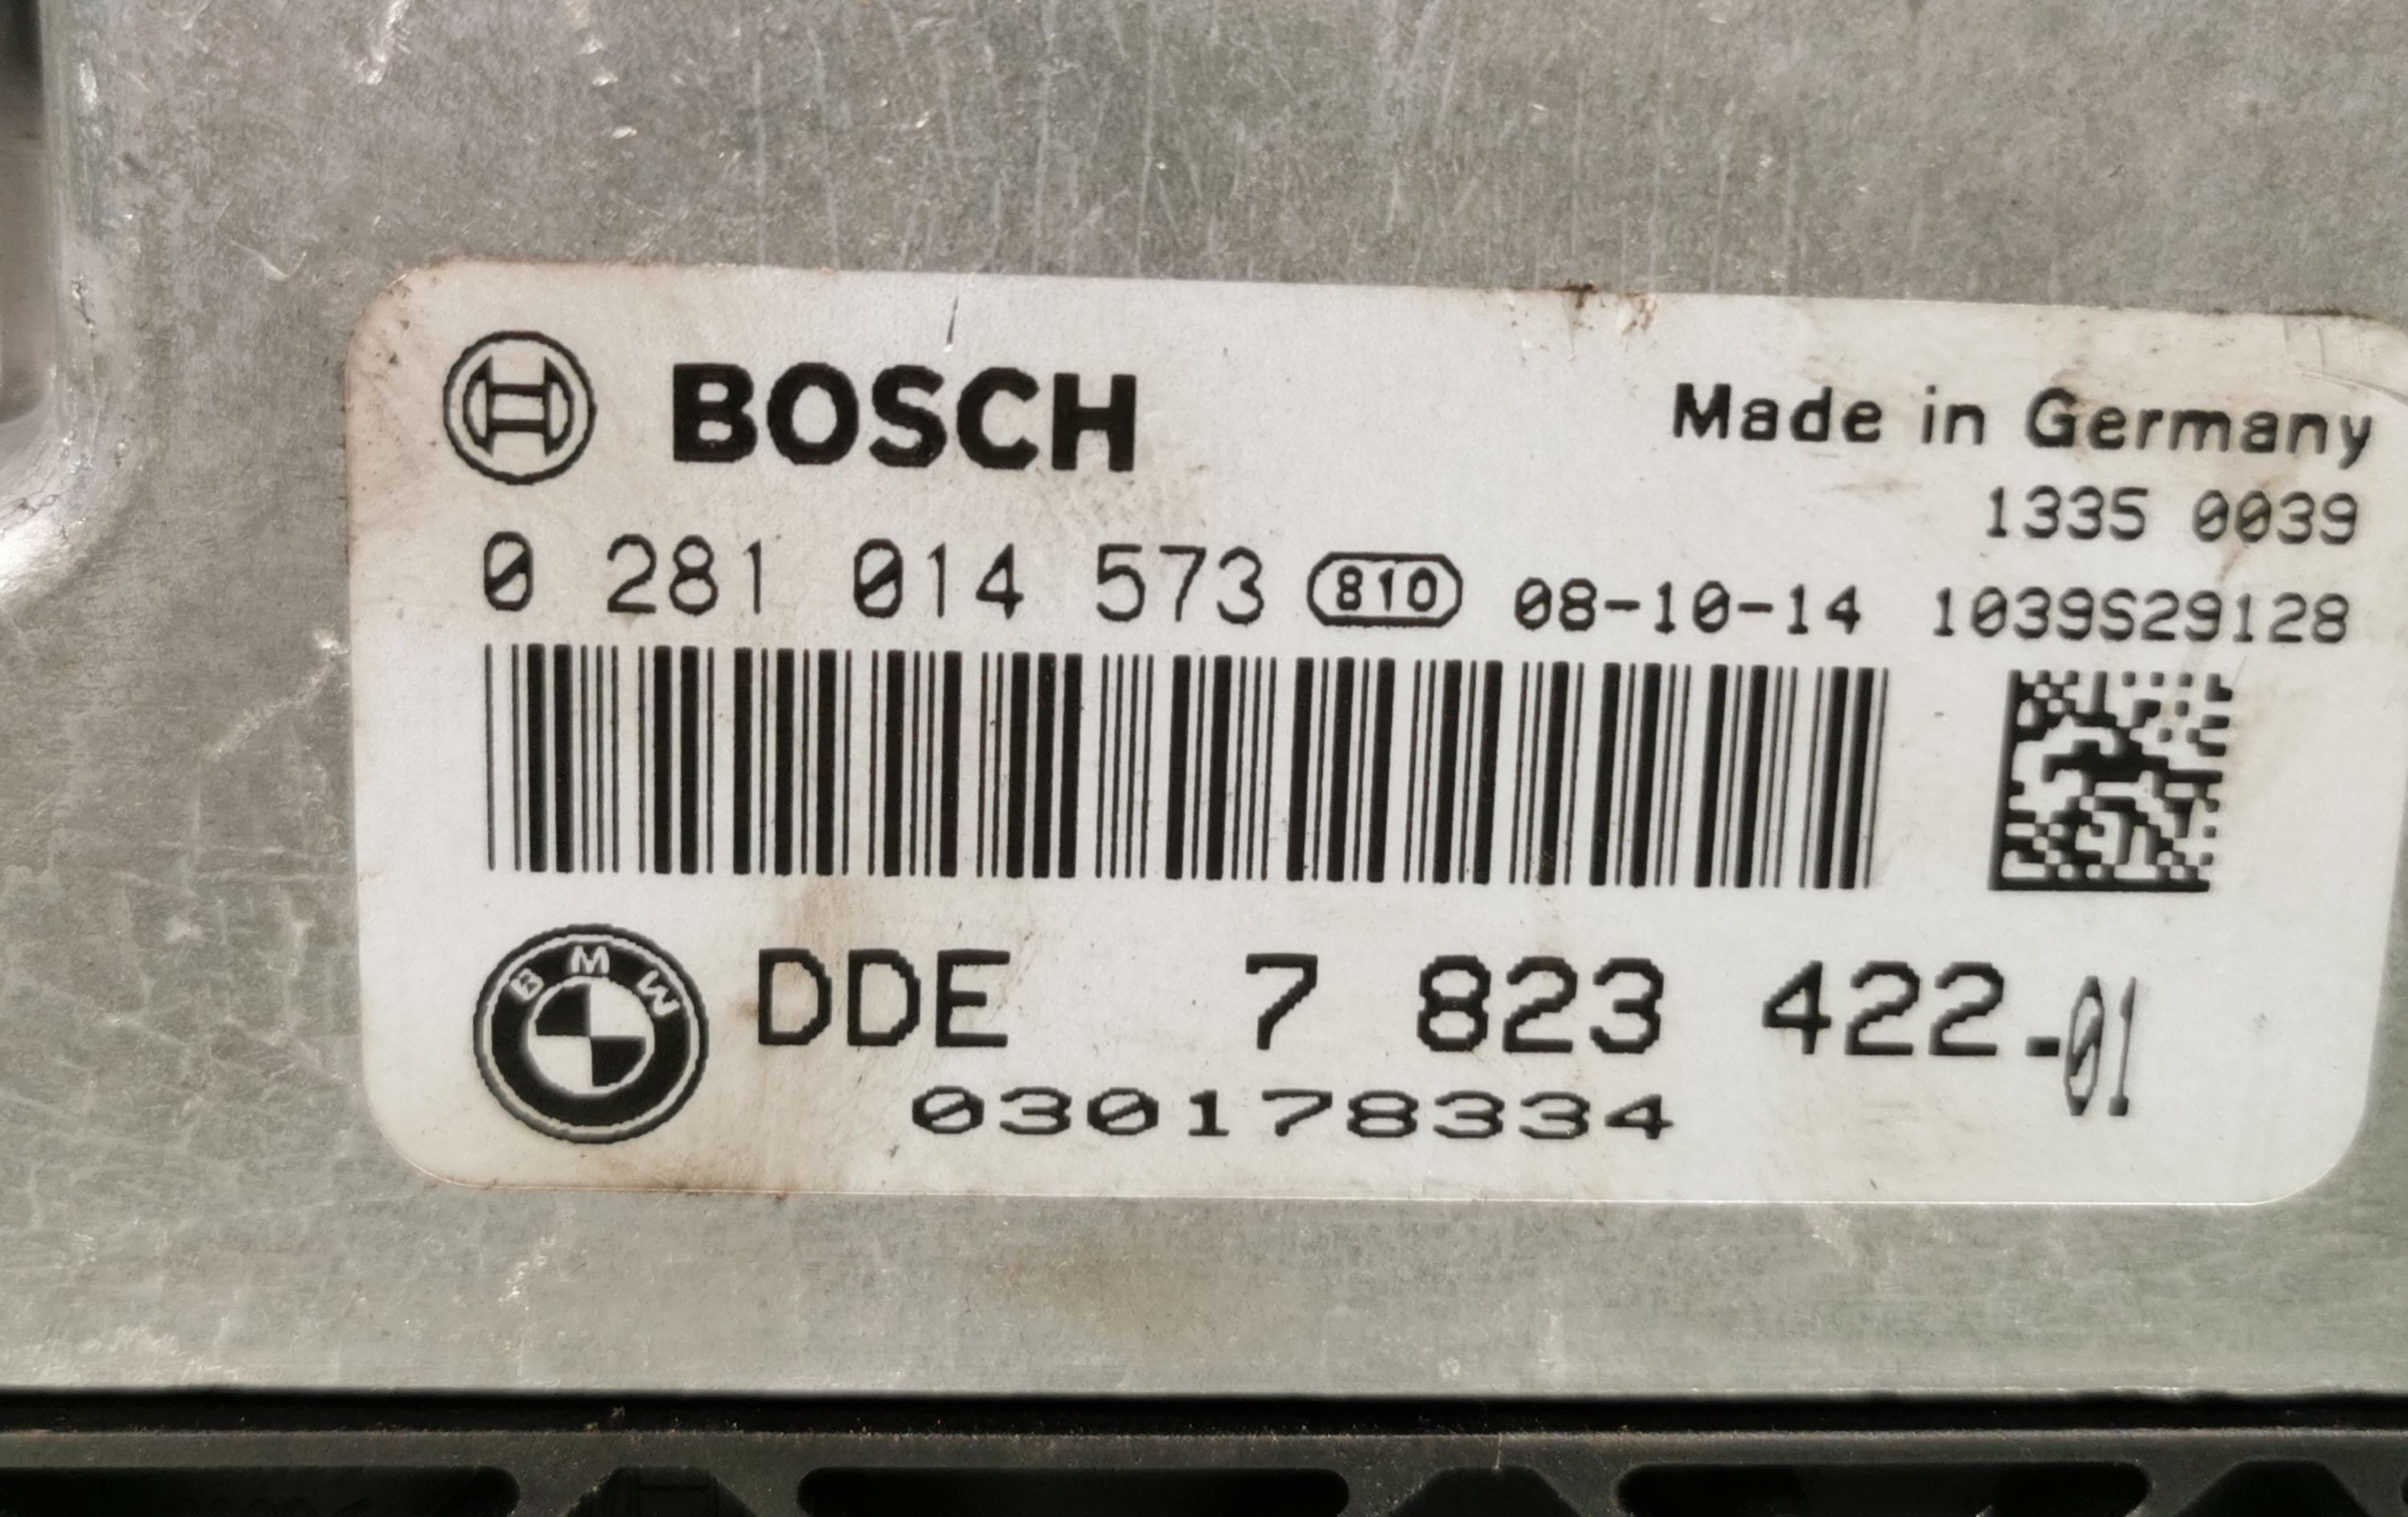 BOSCH
Made in Germany
1335 0039
0 281 014 573 810 08-10-14 1039S29128
BMW
DDE 7 823 422-01
030178334